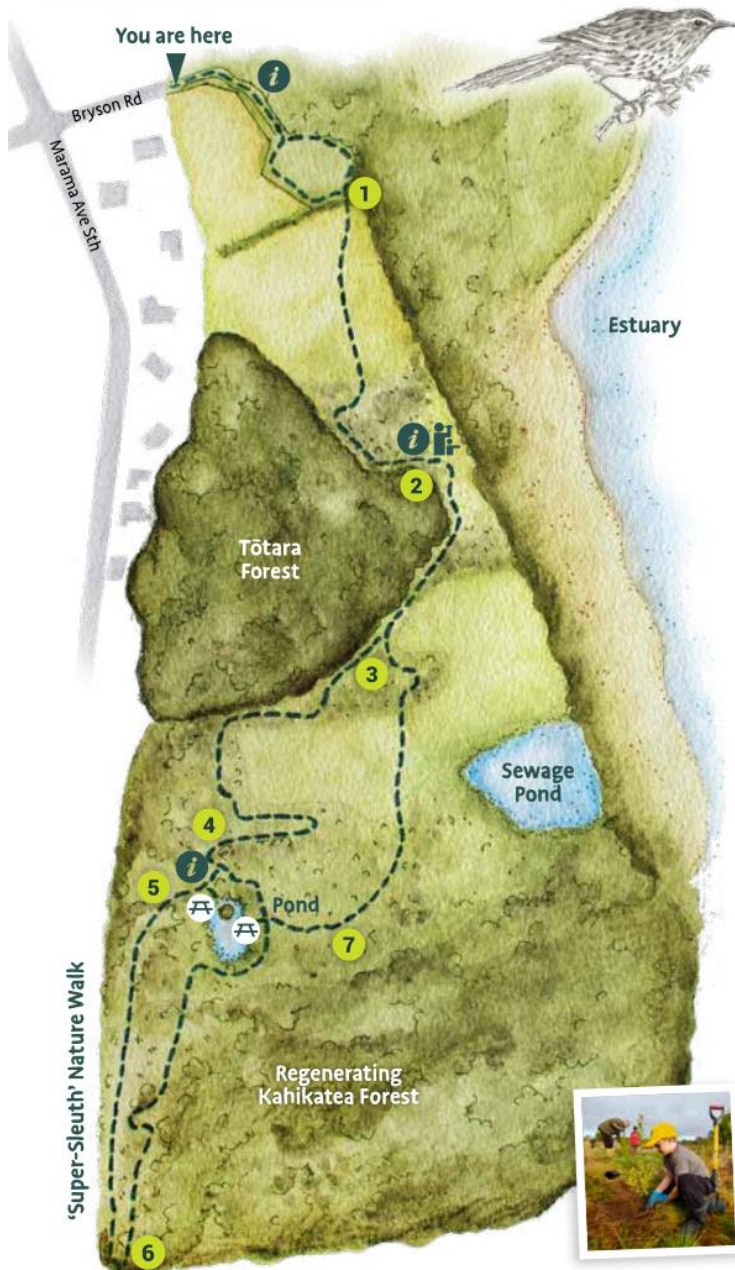 You are here
i
Bryson Rd
Marama Ave Sth
1
Estuary
i
2
Tōtara
Forest
3
Sewage
Pond
4
i
5
Pond
7
'Super-Sleuth' Nature Walk
Regenerating
Kahikatea Forest
6